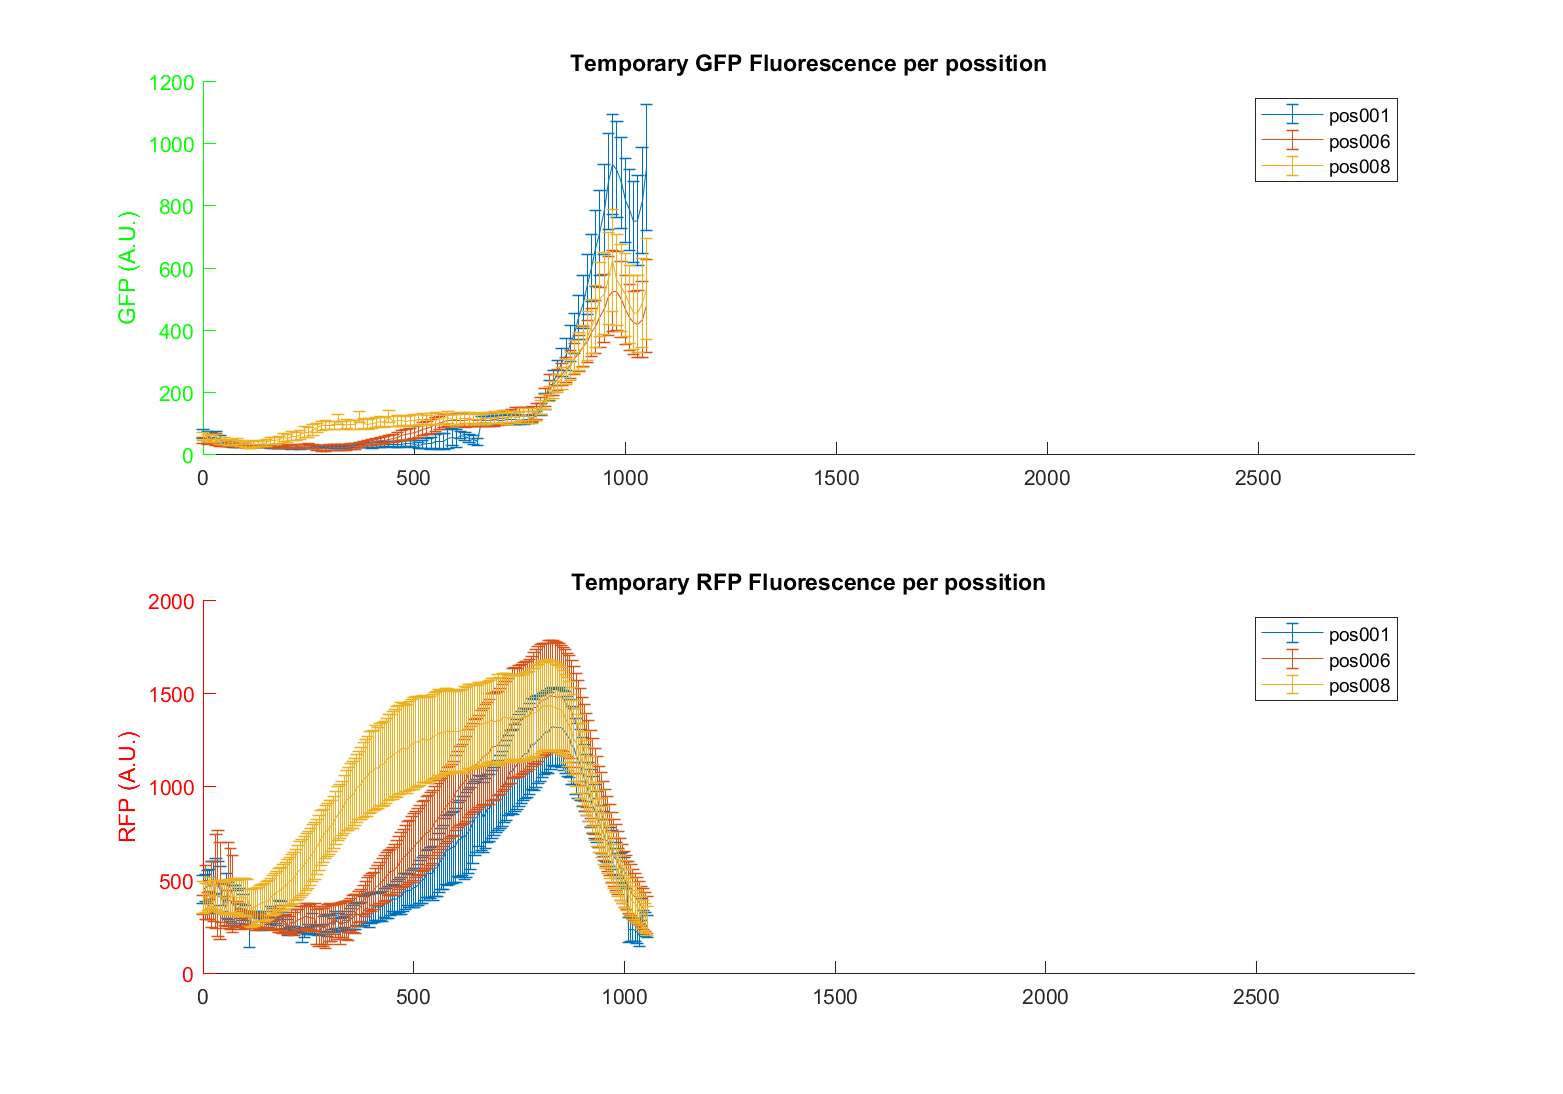 Temporary GFP Fluorescence per possition
GFP (A.U.)
1200
1000
800
600
400
200
0
0 500 1000 1500 2000 2500
pos001
pos006
pos008
Temporary RFP Fluorescence per possition
RFP (A.U.)
2000
1500
1000
500
0
0 500 1000 1500 2000 2500
pos001
pos006
pos008